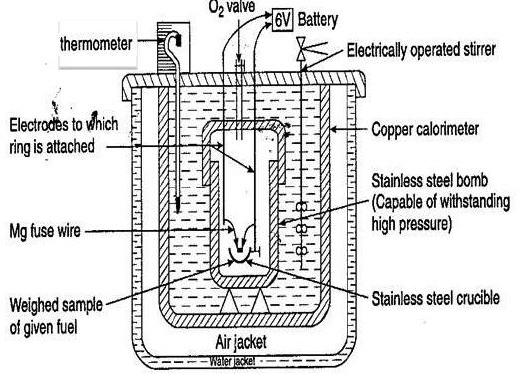 O2 valve
6V Battery
thermometer
Electrically operated stirrer
Electrodes to which
ring is attached
Copper calorimeter
Stainless steel bomb
(Capable of withstanding
high pressure)
Mg fuse wire
Weighed sample
of given fuel
Stainless steel crucible
Air jacket
Water jacket